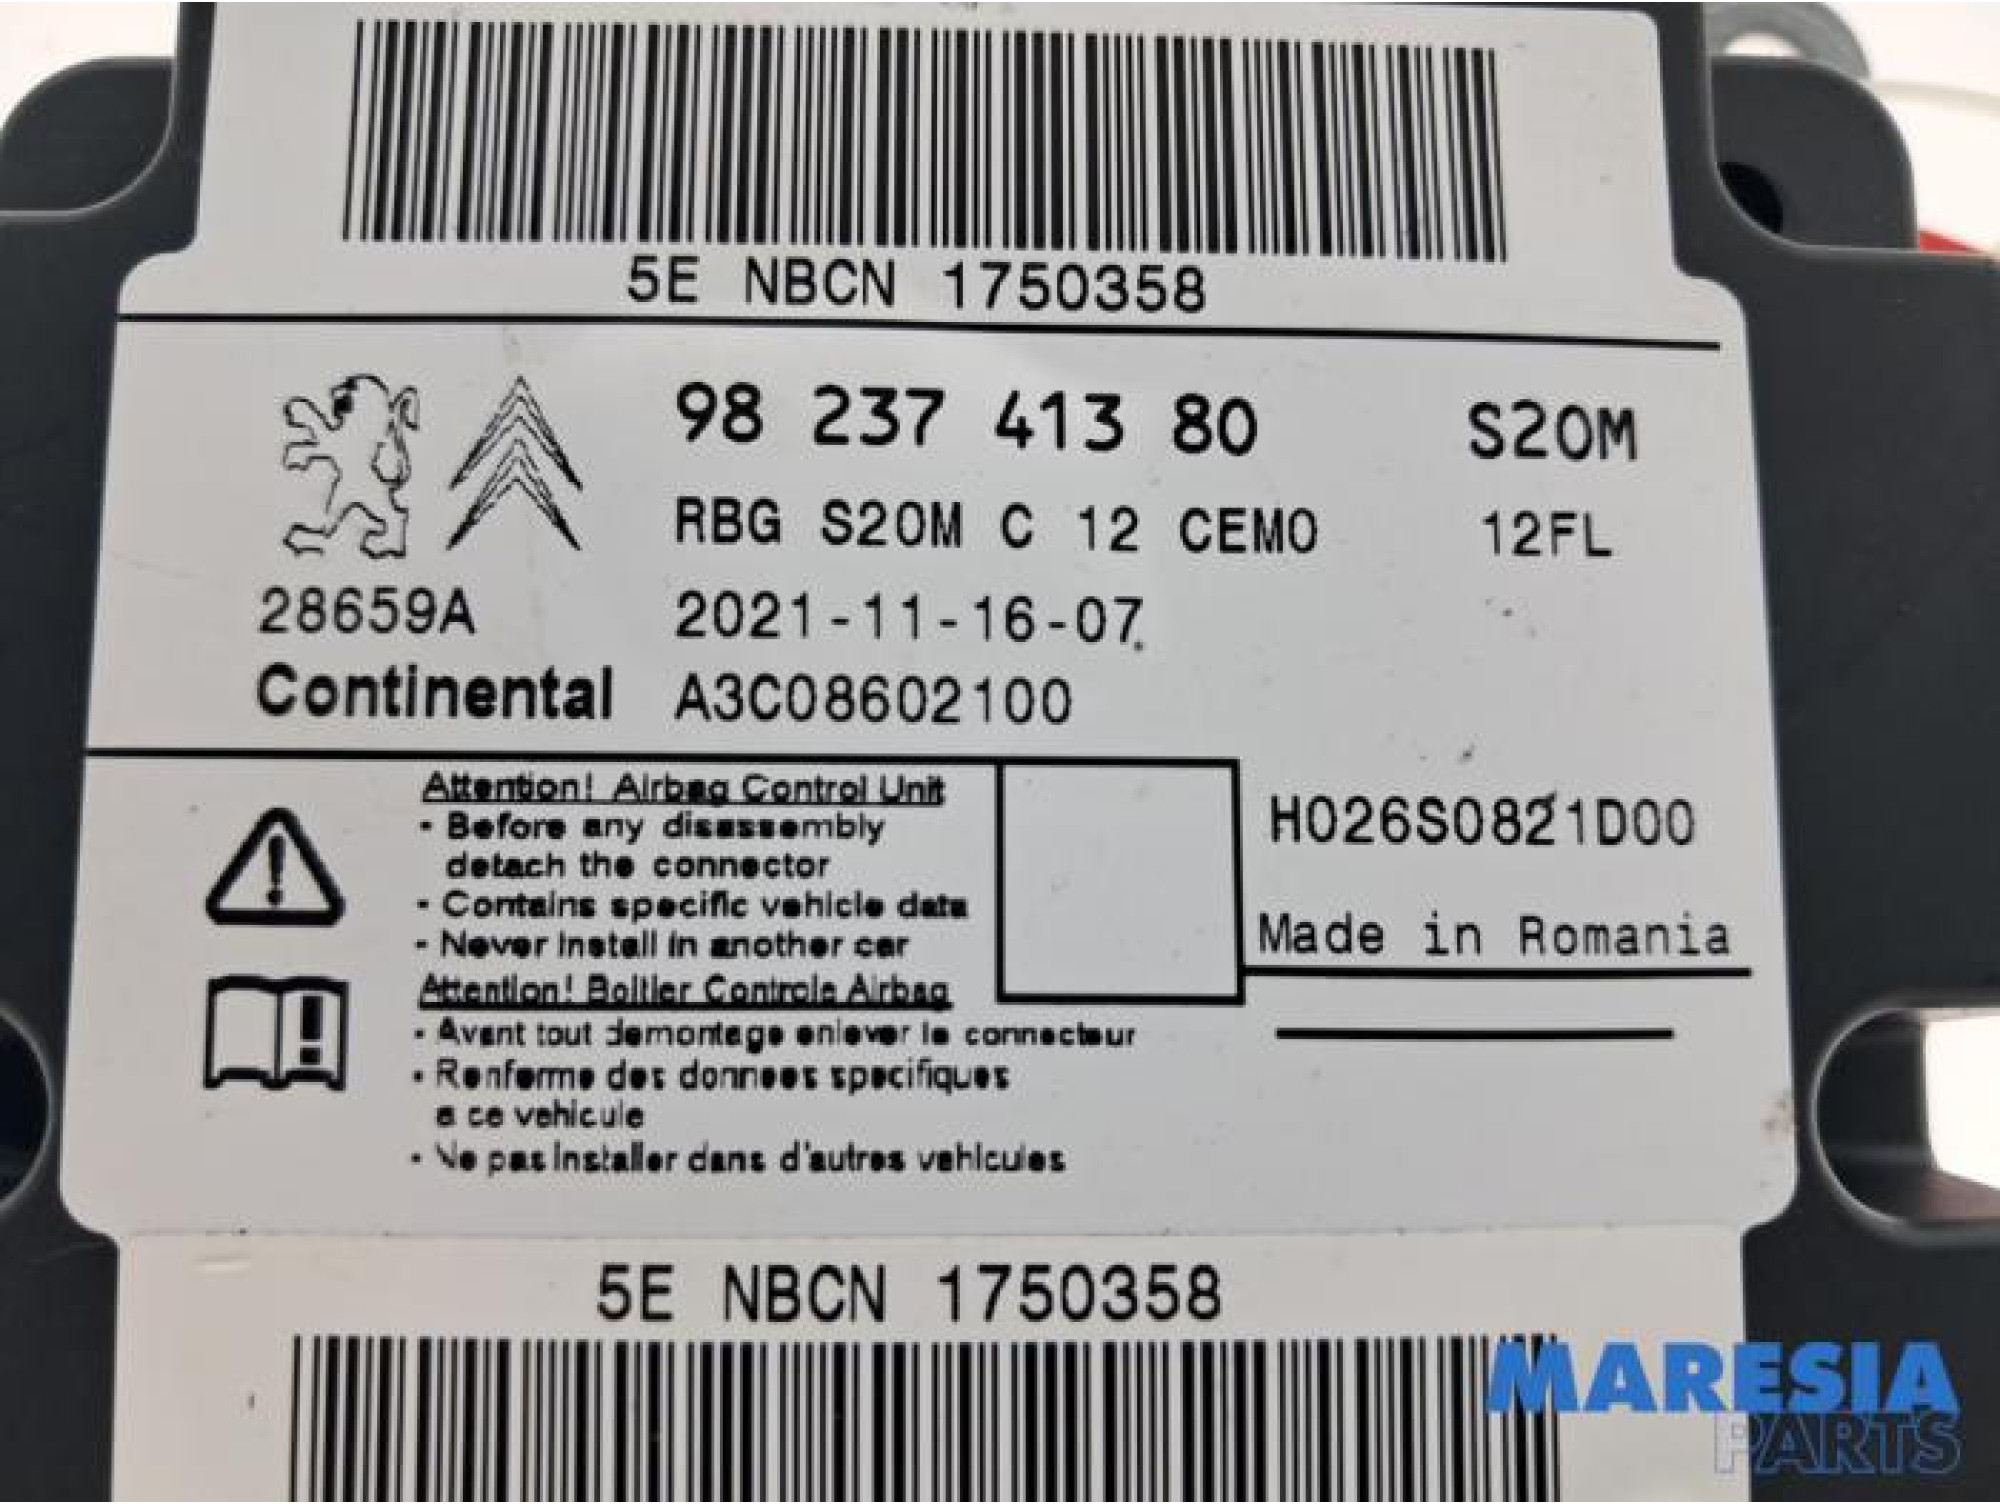 5E NBCN 1750358
98 237 413 80 S20M
RBG S20M C 12 CEM0 12FL
28659A 2021-11-16-07
Continental A3C08602100
Attention! Airbag Control Unit
- Before any disassembly
detach the connector
- Contains specific vehicle data
- Never install in another car
H026S0821D00
Made in Romania
Attention! Boitier Controle Airbag
- Avant tout demontage enlever le connecteur
- Renferme des donnees specifiques
a ce vehicule
- Ne pas installer dans d'autres vehicules
5E NBCN 1750358
MARESIA
PARTS